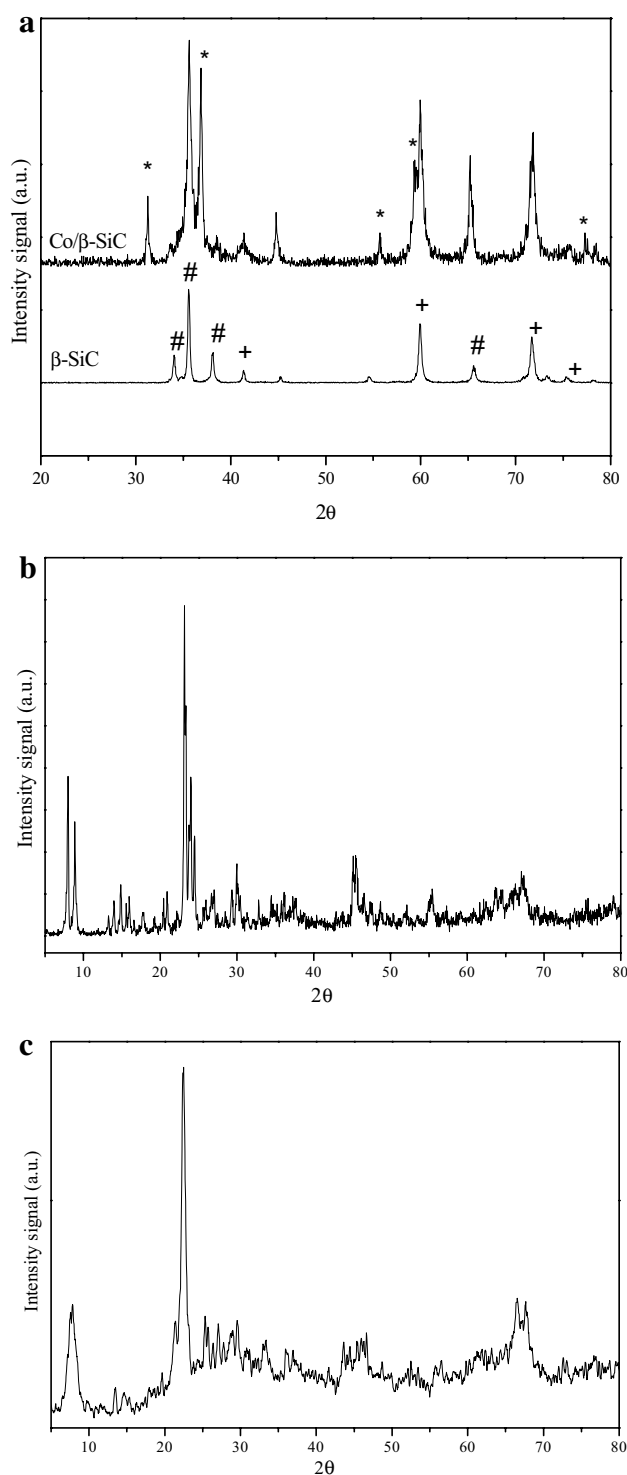 a
Intensity signal (a.u.)
* * * * *
Co/β-SiC
# # # + + # + +
β-SiC
20 30 40 50 60 70 80
2θ
b
Intensity signal (a.u.)
10 20 30 40 50 60 70 80
2θ
c
Intensity signal (a.u.)
10 20 30 40 50 60 70 80
2θ